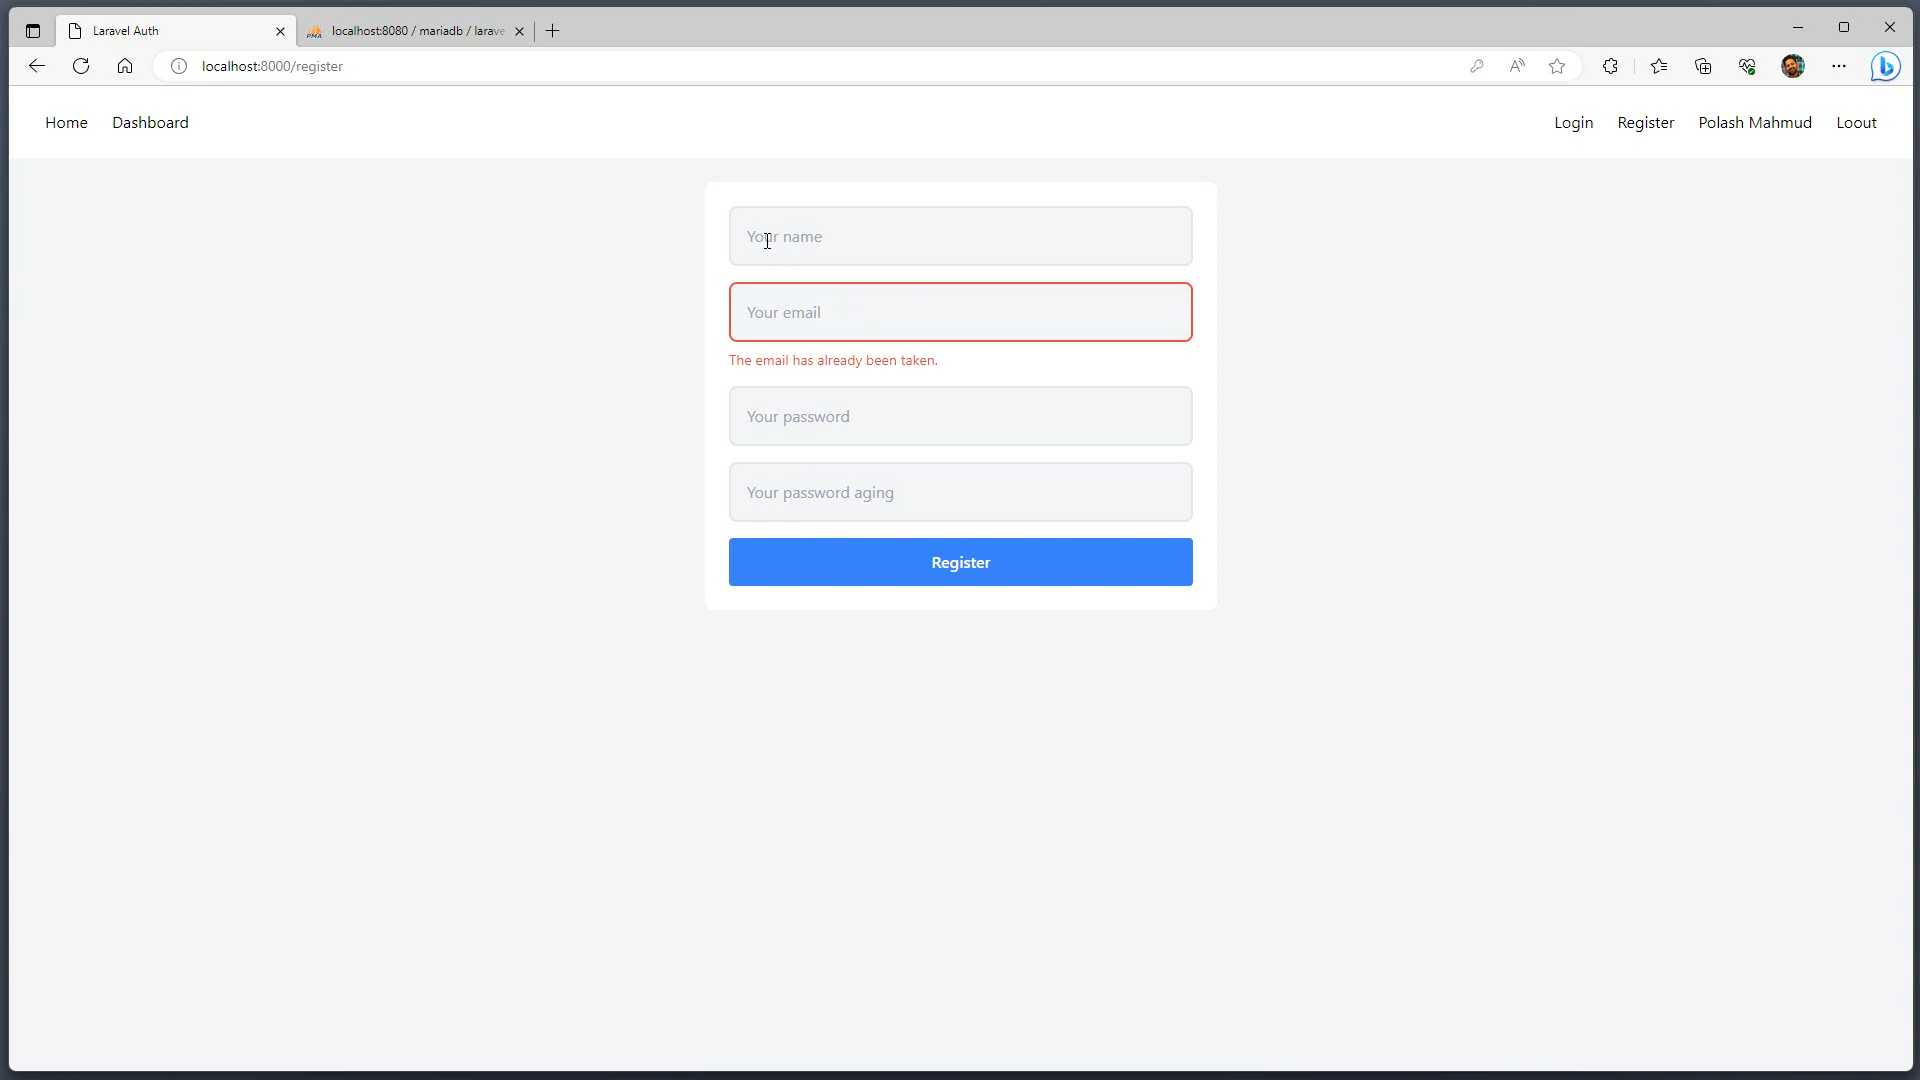 Laravel Auth
PMA
localhost:8080 / mariadb / larave
localhost:8000/register
Home
Dashboard
Login
Register
Polash Mahmud
Loout
Your name
Your email
The email has already been taken.
Your password
Your password aging
Register